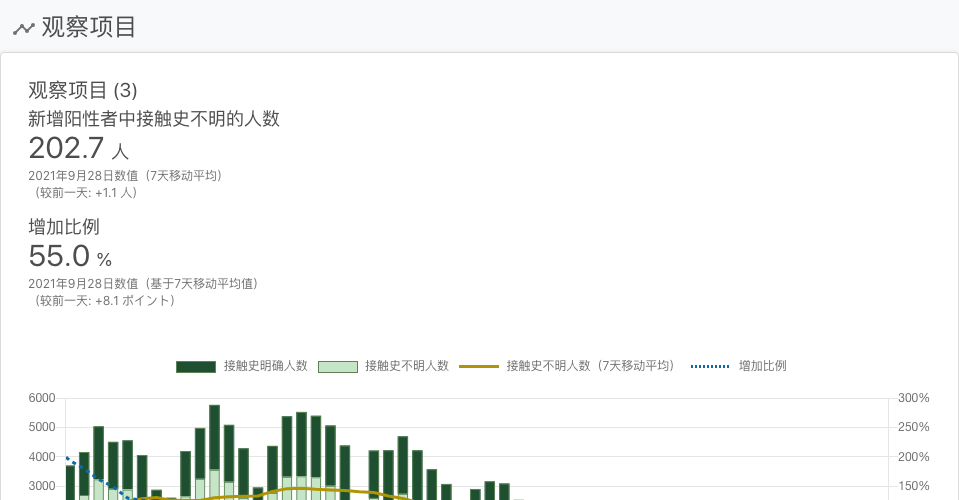 观察项目
观察项目 (3)
新增阳性者中接触史不明的人数
202.7 人
2021年9月28日数值（7天移动平均）
（较前一天: +1.1 人）
增加比例
55.0 %
2021年9月28日数值（基于7天移动平均值）
（较前一天: +8.1 ポイント）
接触史明确人数 接触史不明人数 接触史不明人数（7天移动平均） 增加比例
6000 300%
5000 250%
4000 200%
3000 150%